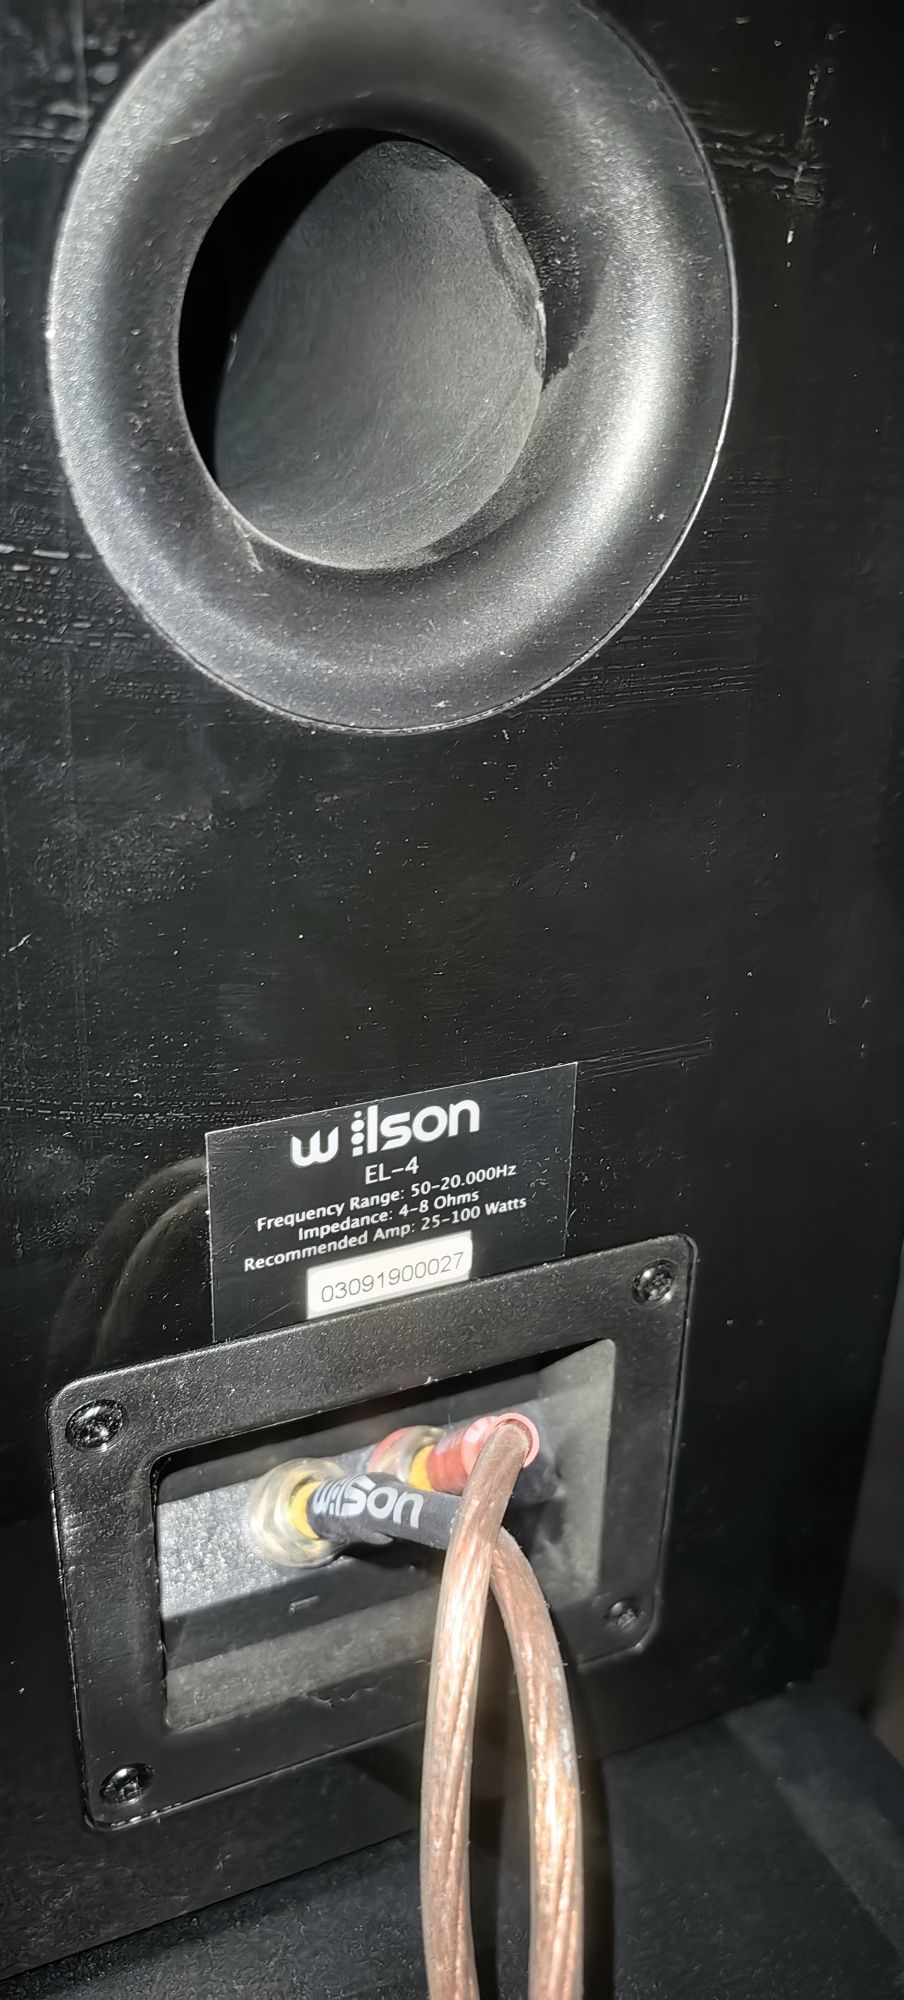 wilson
EL-4
Frequency Range: 50-20.000Hz
Impedance: 4-8 Ohms
Recommended Amp: 25-100 Watts
03091900027
wilson